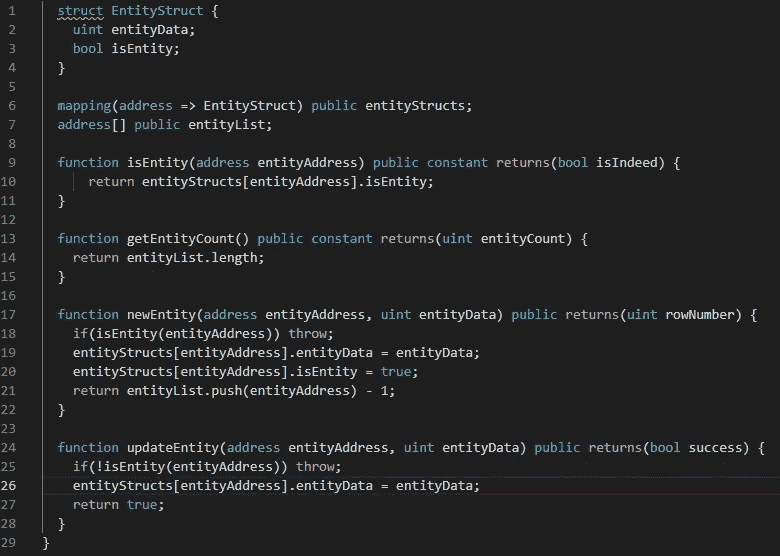 1 struct EntityStruct {
2 uint entityData;
3 bool isEntity;
4 }
5
6 mapping(address => EntityStruct) public entityStructs;
7 address[] public entityList;
8
9 function isEntity(address entityAddress) public constant returns(bool isIndeed) {
10 return entityStructs[entityAddress].isEntity;
11 }
12
13 function getEntityCount() public constant returns(uint entityCount) {
14 return entityList.length;
15 }
16
17 function newEntity(address entityAddress, uint entityData) public returns(uint rowNumber) {
18 if(isEntity(entityAddress)) throw;
19 entityStructs[entityAddress].entityData = entityData;
20 entityStructs[entityAddress].isEntity = true;
21 return entityList.push(entityAddress) - 1;
22 }
23
24 function updateEntity(address entityAddress, uint entityData) public returns(bool success) {
25 if(!isEntity(entityAddress)) throw;
26 entityStructs[entityAddress].entityData = entityData;
27 return true;
28 }
29 }